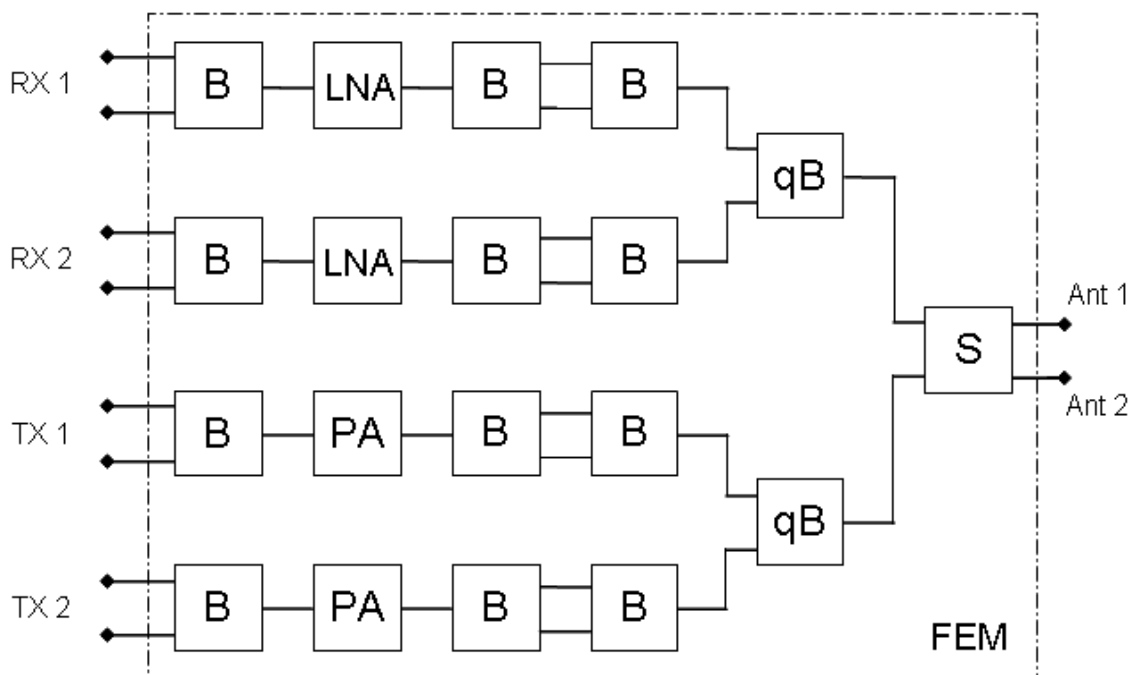 RX 1
B LNA B B
qB
RX 2
B LNA B B
Ant 1
S
Ant 2
TX 1
B PA B B
qB
TX 2
B PA B B
FEM